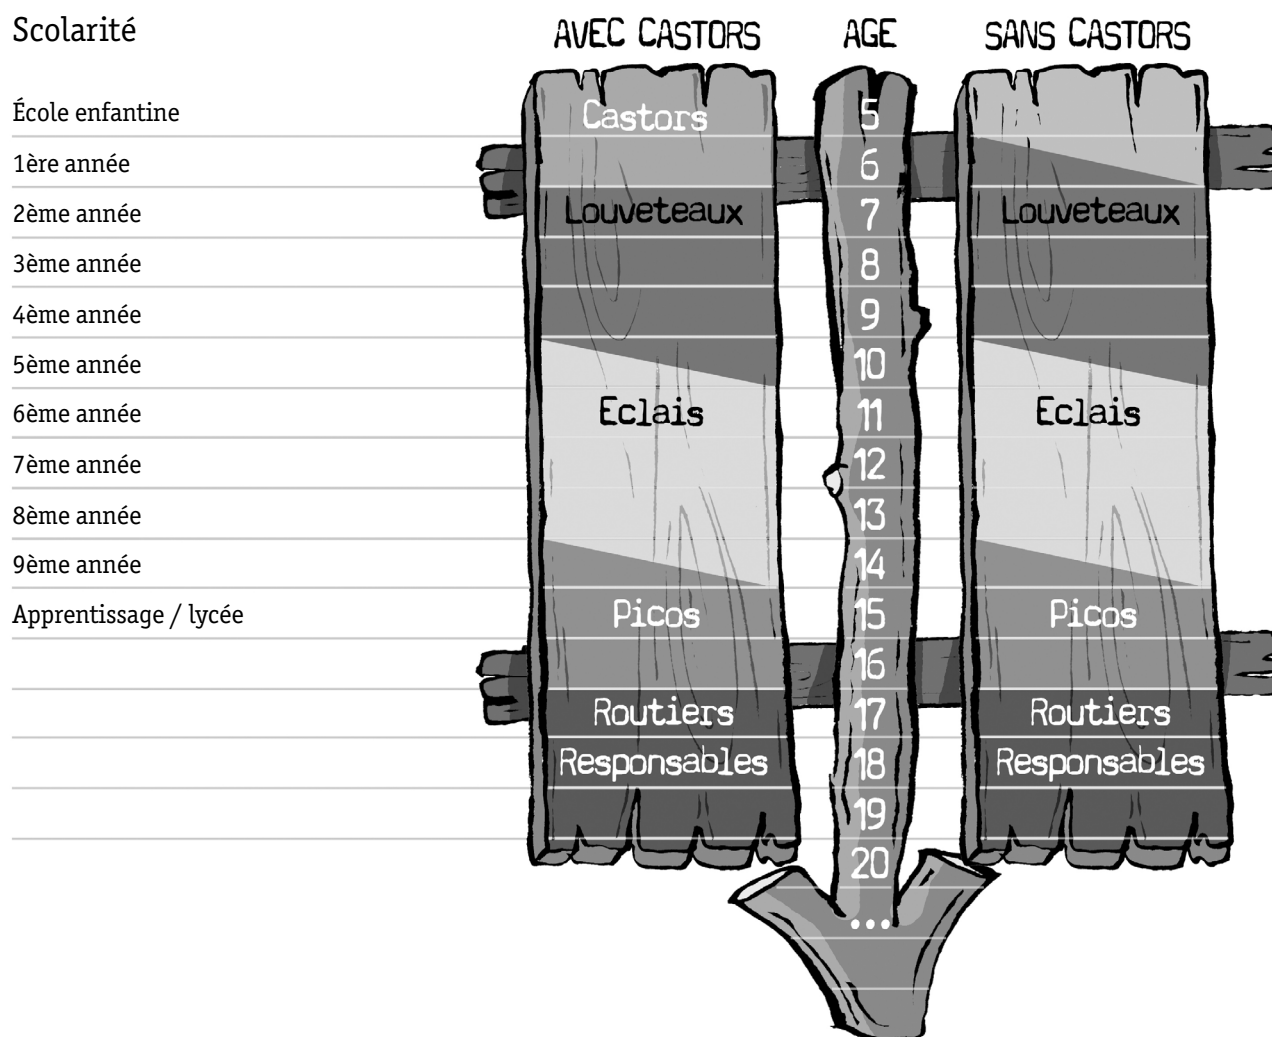 Scolarité AVEC CASTORS AGE SANS CASTORS
École enfantine Castors 5
1ère année 6
2ème année Louveteaux 7 Louveteaux
3ème année 8
4ème année 9
5ème année 10
6ème année Eclais 11 Eclais
7ème année 12
8ème année 13
9ème année 14
Apprentissage / lycée Picos 15 Picos
16
Routiers 17 Routiers
Responsables 18 Responsables
19
20
...